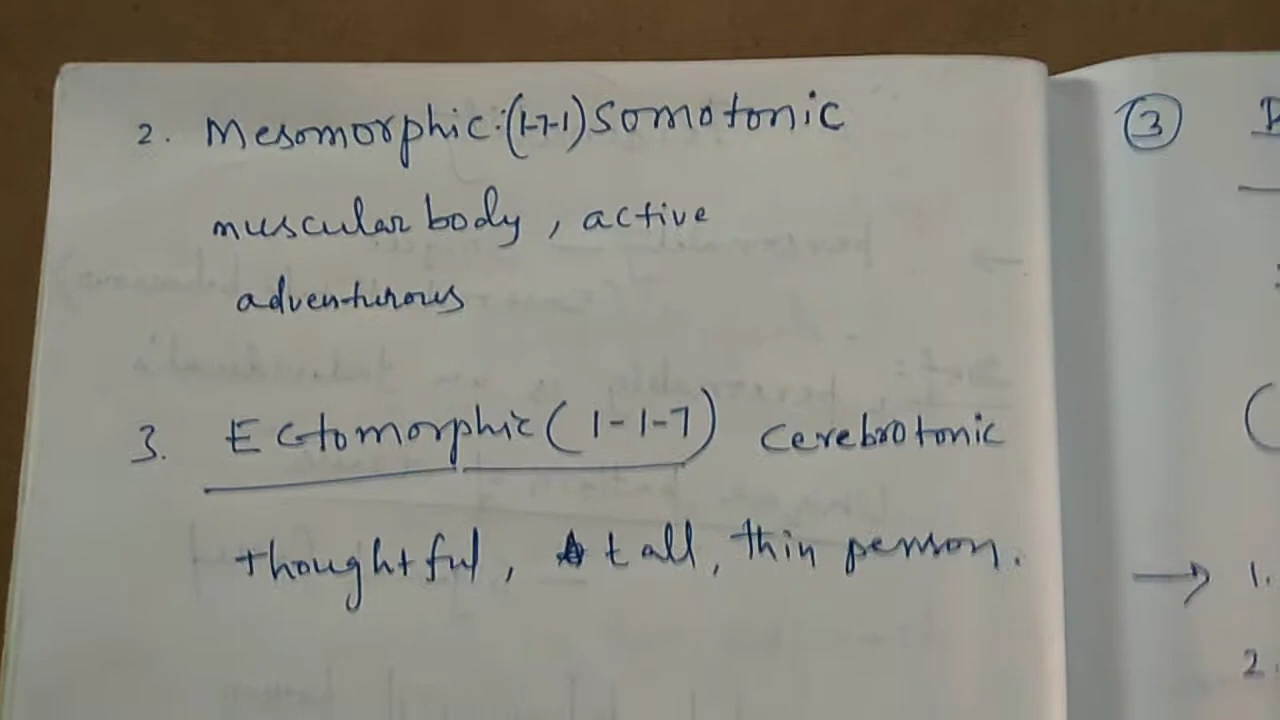 2. Mesomorphic:(1-7-1) Somotonic
muscular body, active
adventurous
3. Ectomorphic (1-1-7) cerebrotonic
thoughtful, tall, thin person.
3
1.
2.